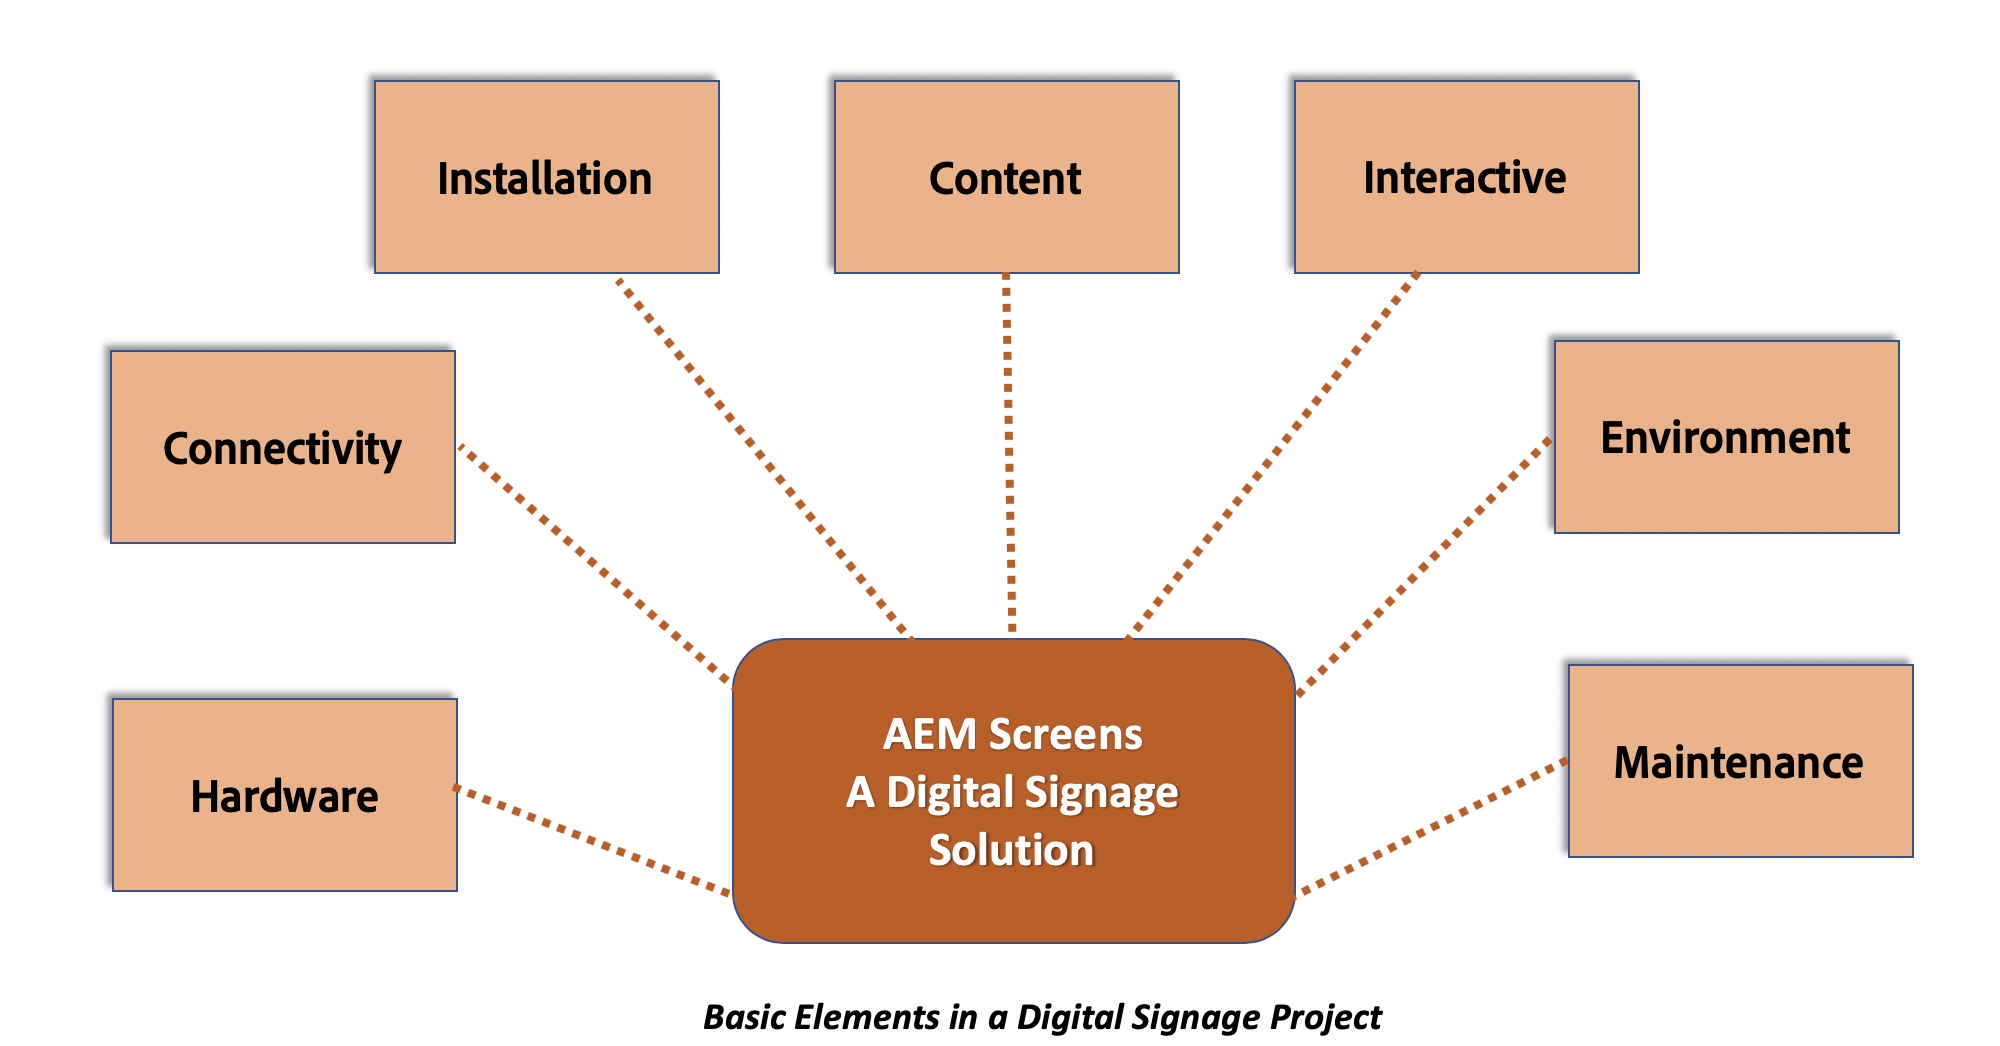 Installation
Content
Interactive
Connectivity
Environment
Hardware
AEM Screens
A Digital Signage
Solution
Maintenance
Basic Elements in a Digital Signage Project